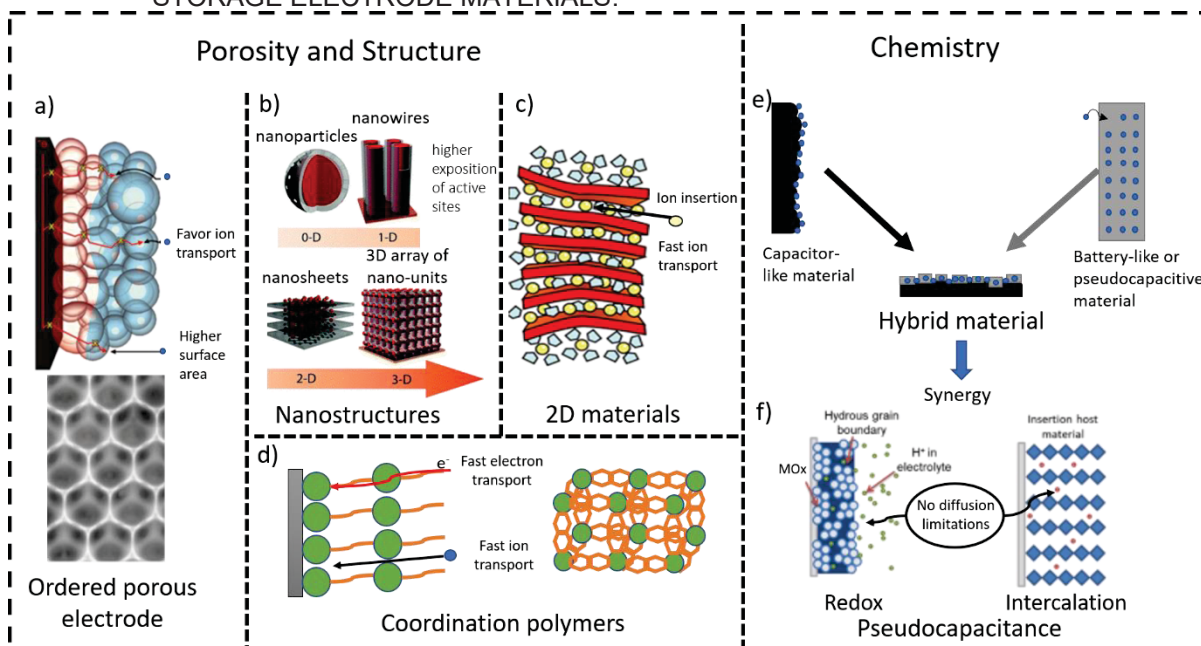 STORAGE ELECTRODE MATERIALS.
Porosity and Structure
a)
Favor ion
transport
Higher
surface
area
Ordered porous
electrode
b)
nanoparticles
nanowires
higher
exposition
of active
sites
0-D
1-D
3D array of
nano-units
nanosheets
2-D
3-D
Nanostructures
c)
Ion insertion
Fast ion
transport
2D materials
d)
e-
Fast electron
transport
Fast ion
transport
Coordination polymers
Chemistry
e)
Capacitor-
like material
Battery-like or
pseudocapacitive
material
Hybrid material
Synergy
f)
MOx
Hydrous grain
boundary
H⁺ in
electrolyte
No diffusion
limitations
Insertion host
material
Redox
Intercalation
Pseudocapacitance